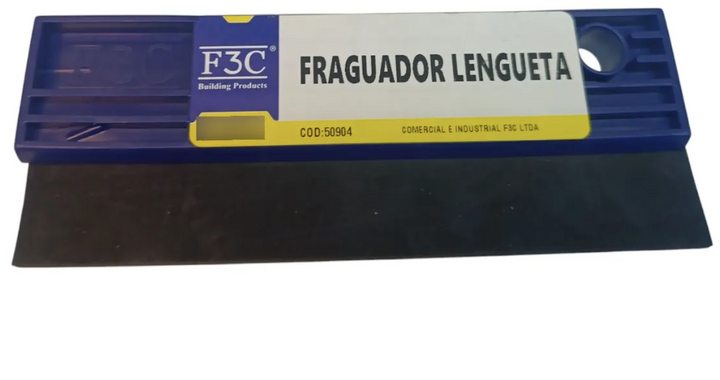 F3C®
Building Products
FRAGUADOR LENGUETA
COD:50904
COMERCIAL E INDUSTRIAL F3C LTDA